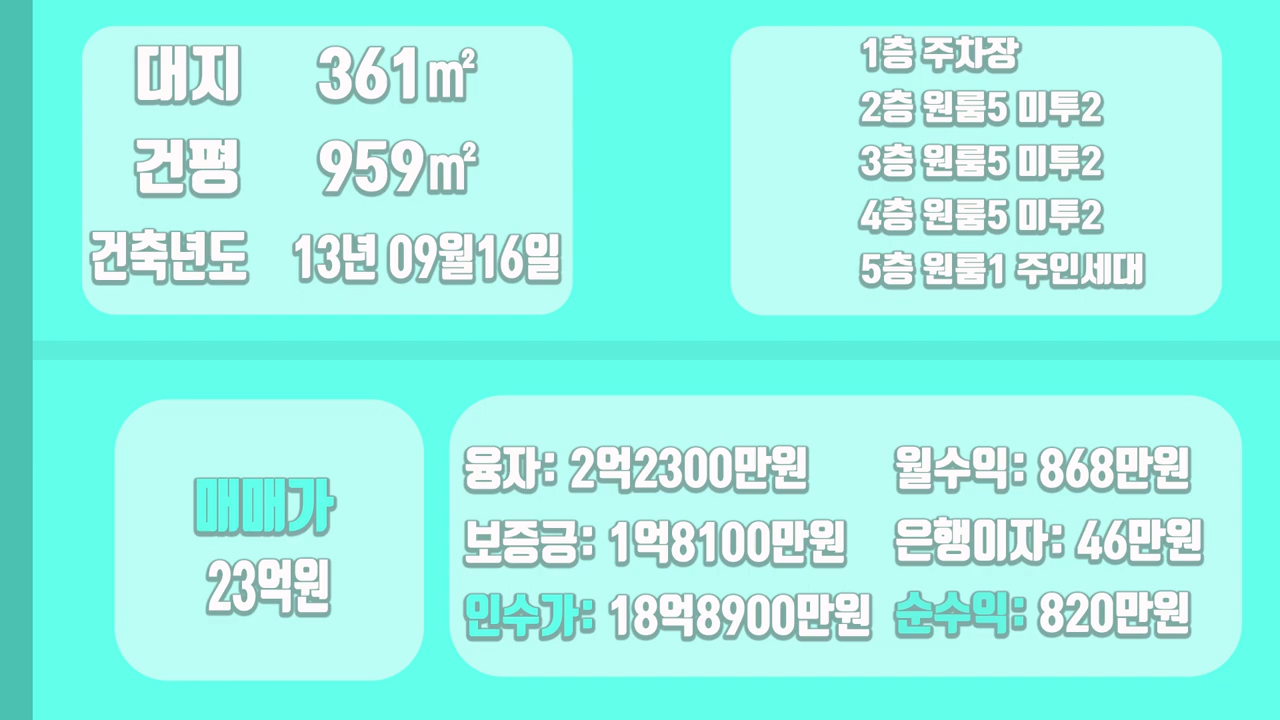 대지 361㎡
건평 959㎡
건축년도 13년 09월16일
1층 주차장
2층 원룸5 미투2
3층 원룸5 미투2
4층 원룸5 미투2
5층 원룸1 주인세대
매매가
23억원
융자: 2억2300만원
보증금: 1억8100만원
인수가: 18억8900만원
월수익: 868만원
은행이자: 46만원
순수익: 820만원